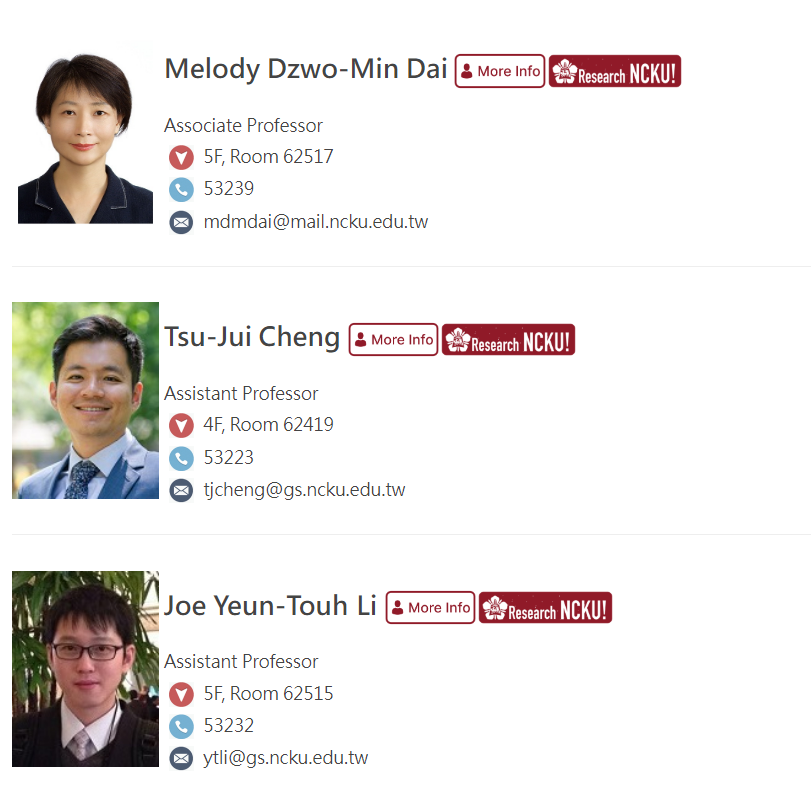 Melody Dzwo-Min Dai More Info Research NCKU!
Associate Professor
5F, Room 62517
53239
mdmdai@mail.ncku.edu.tw
Tsu-Jui Cheng More Info Research NCKU!
Assistant Professor
4F, Room 62419
53223
tjcheng@gs.ncku.edu.tw
Joe Yeun-Touh Li More Info Research NCKU!
Assistant Professor
5F, Room 62515
53232
ytli@gs.ncku.edu.tw